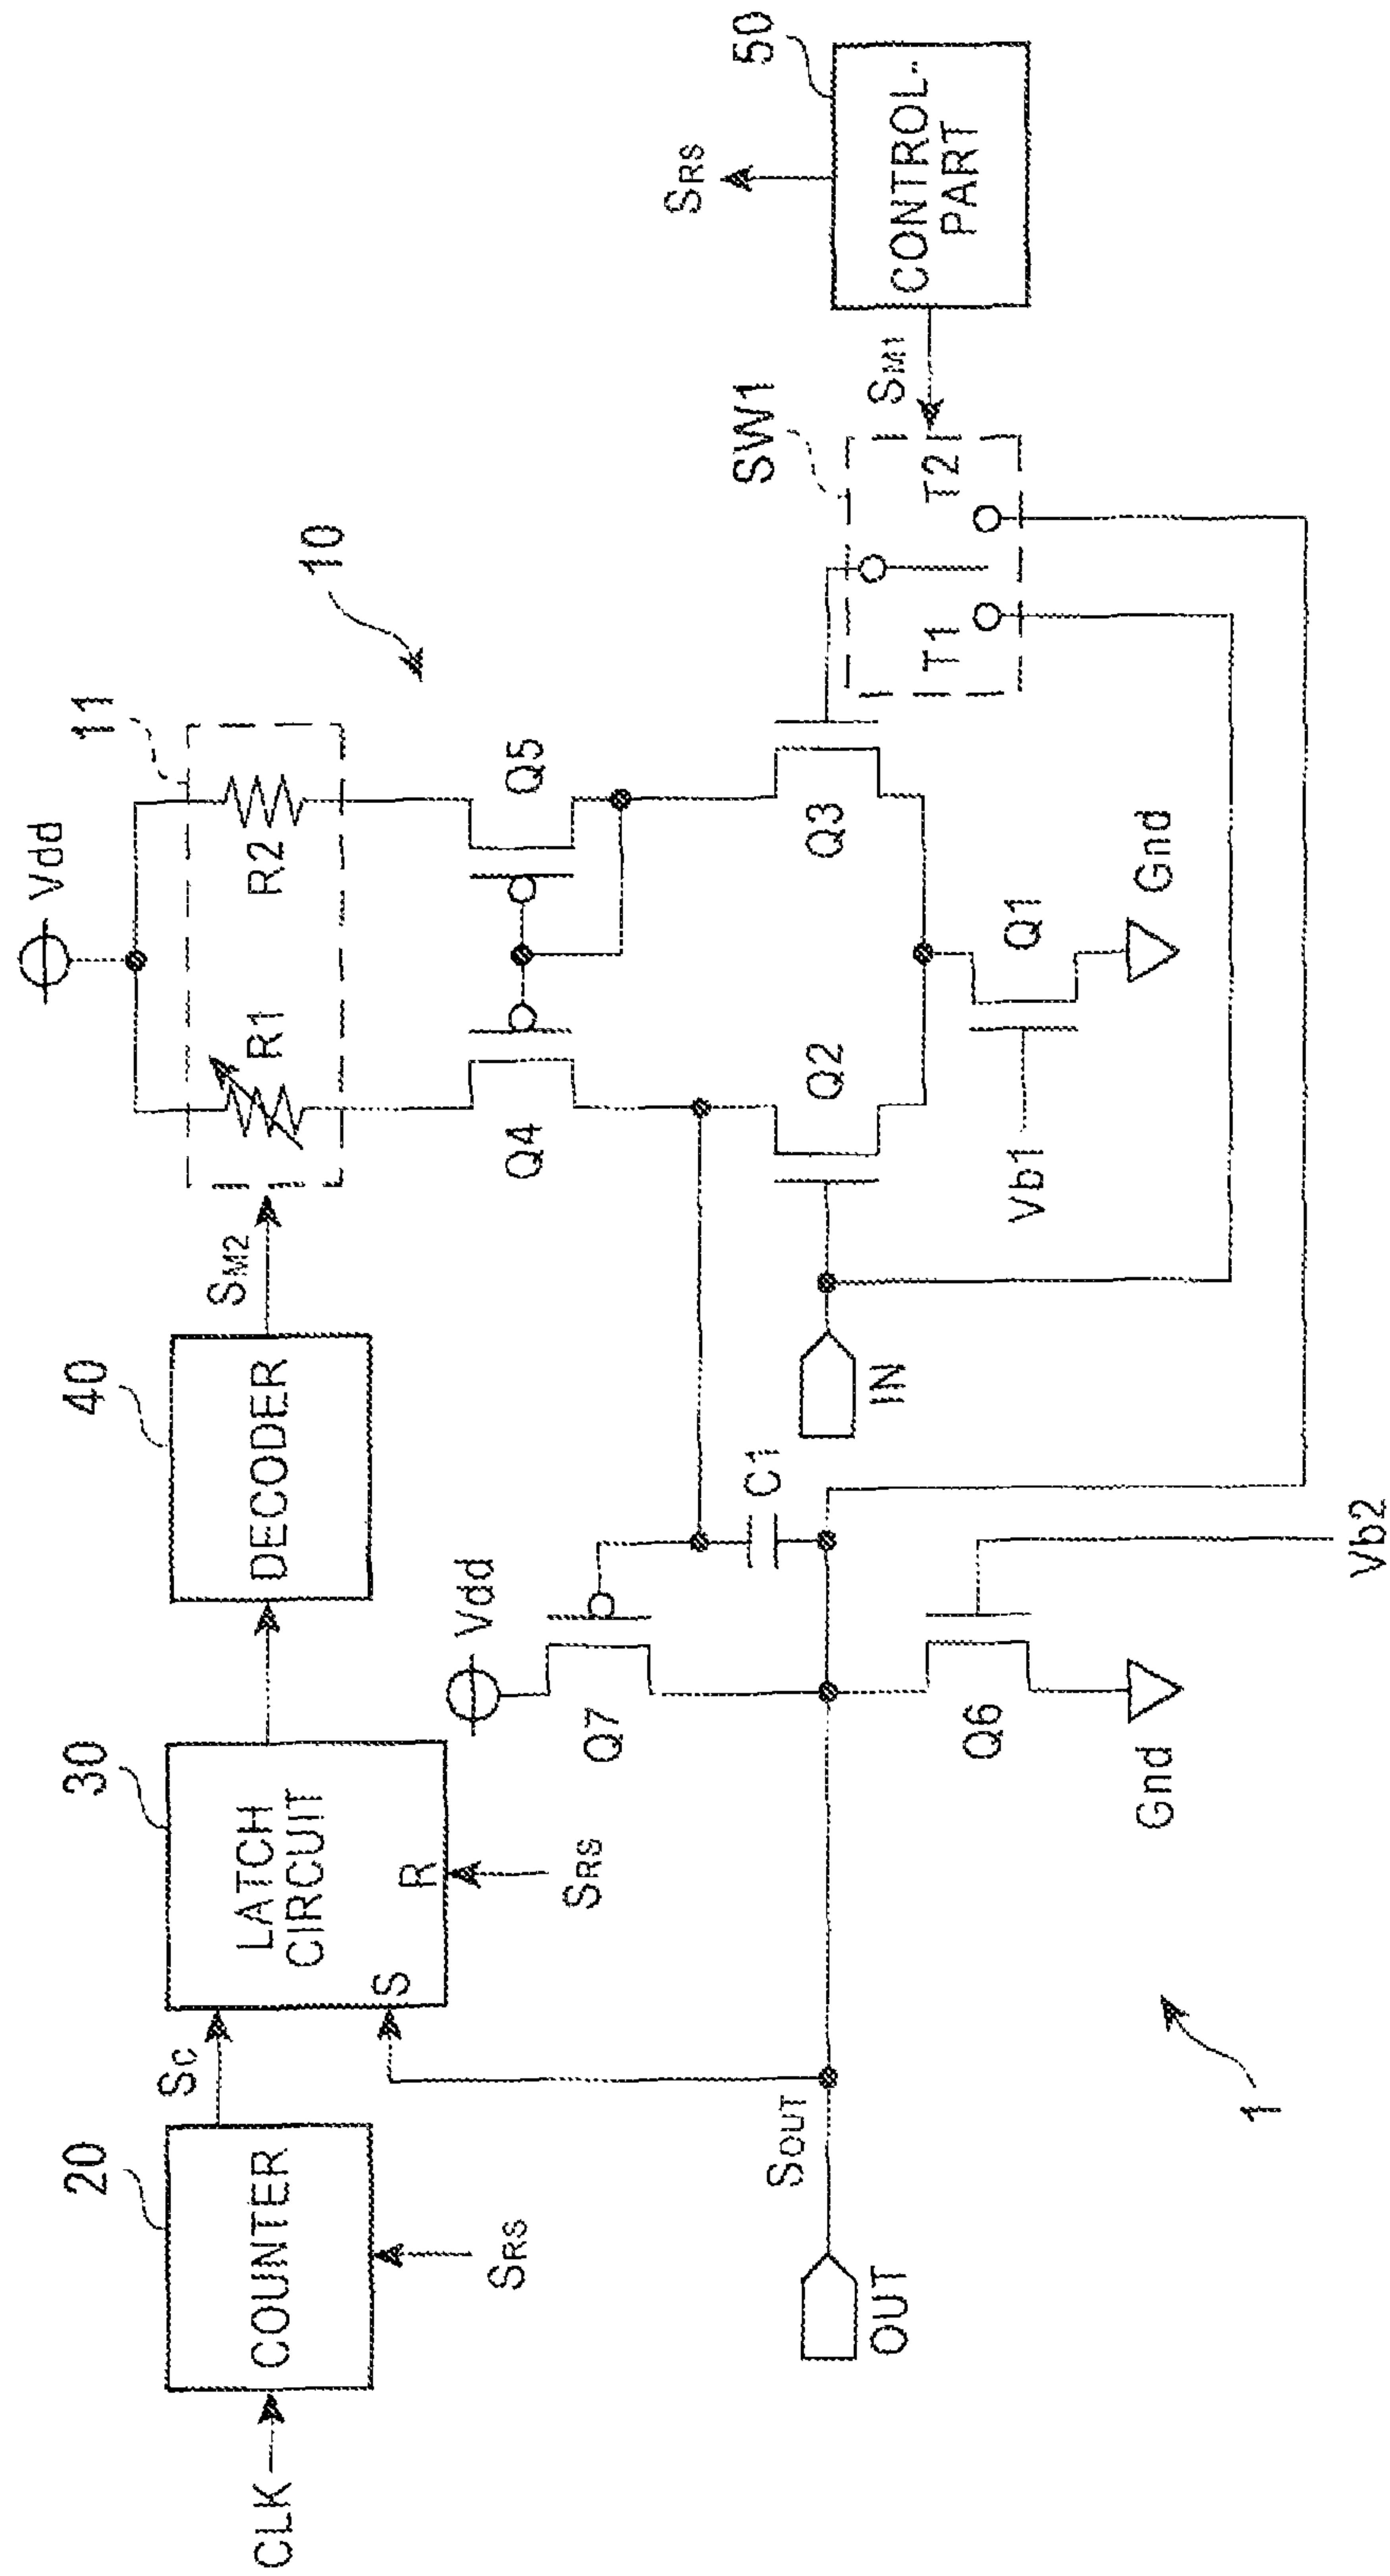 CLK
COUNTER
20
SRS
SC
LATCH
CIRCUIT
S
R
30
SRS
DECODER
40
SM2
Vdd
11
R1
R2
10
Q4
Q5
Q2
Q3
Q1
Vb1
Gnd
IN
SW1
T1
T2
SM1
CONTROL-
PART
50
SRS
Vdd
Q7
C1
Q6
Vb2
Gnd
SOUT
OUT
1